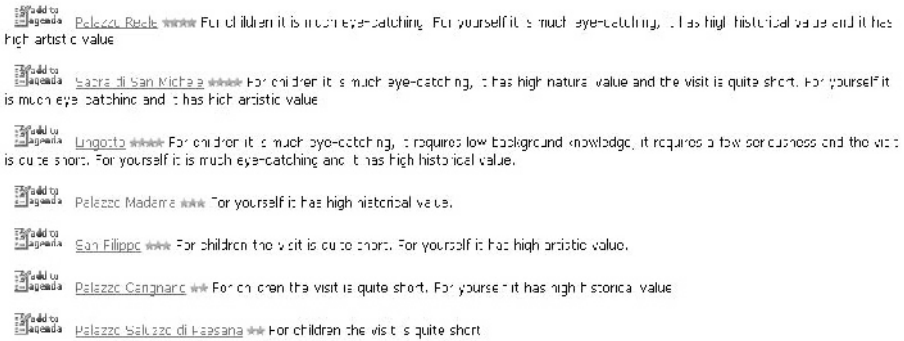 add to agenda Palazzo Reale **** For children it is much eye-catching. For yourself it is much eye-catching, it has high historical value and it has
high artistic value
add to agenda Sacra di San Michele **** For children it is much eye-catching, it has high natural value and the visit is quite short. For yourself it
is much eye-catching and it has high artistic value
add to agenda Lingotto **** For children it is much eye-catching, it requires low background knowledge, it requires a few seriousness and the visit
is quite short. For yourself it is much eye-catching and it has high historical value.
add to agenda Palazzo Madama *** For yourself it has high historical value.
add to agenda San Filippo *** For children the visit is quite short. For yourself it has high artistic value.
add to agenda Palazzo Carignano ** For children the visit is quite short. For yourself it has high historical value
add to agenda Palazzo Saluzzo di Paesana ** For children the visit is quite short